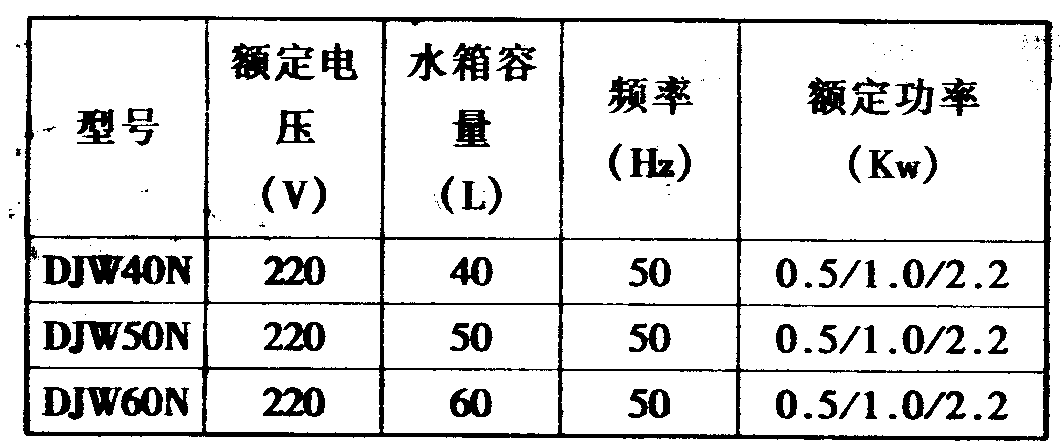 型号 额定电压(V) 水箱容量(L) 频率(Hz) 额定功率(Kw)
DJW40N 220 40 50 0.5/1.0/2.2
DJW50N 220 50 50 0.5/1.0/2.2
DJW60N 220 60 50 0.5/1.0/2.2